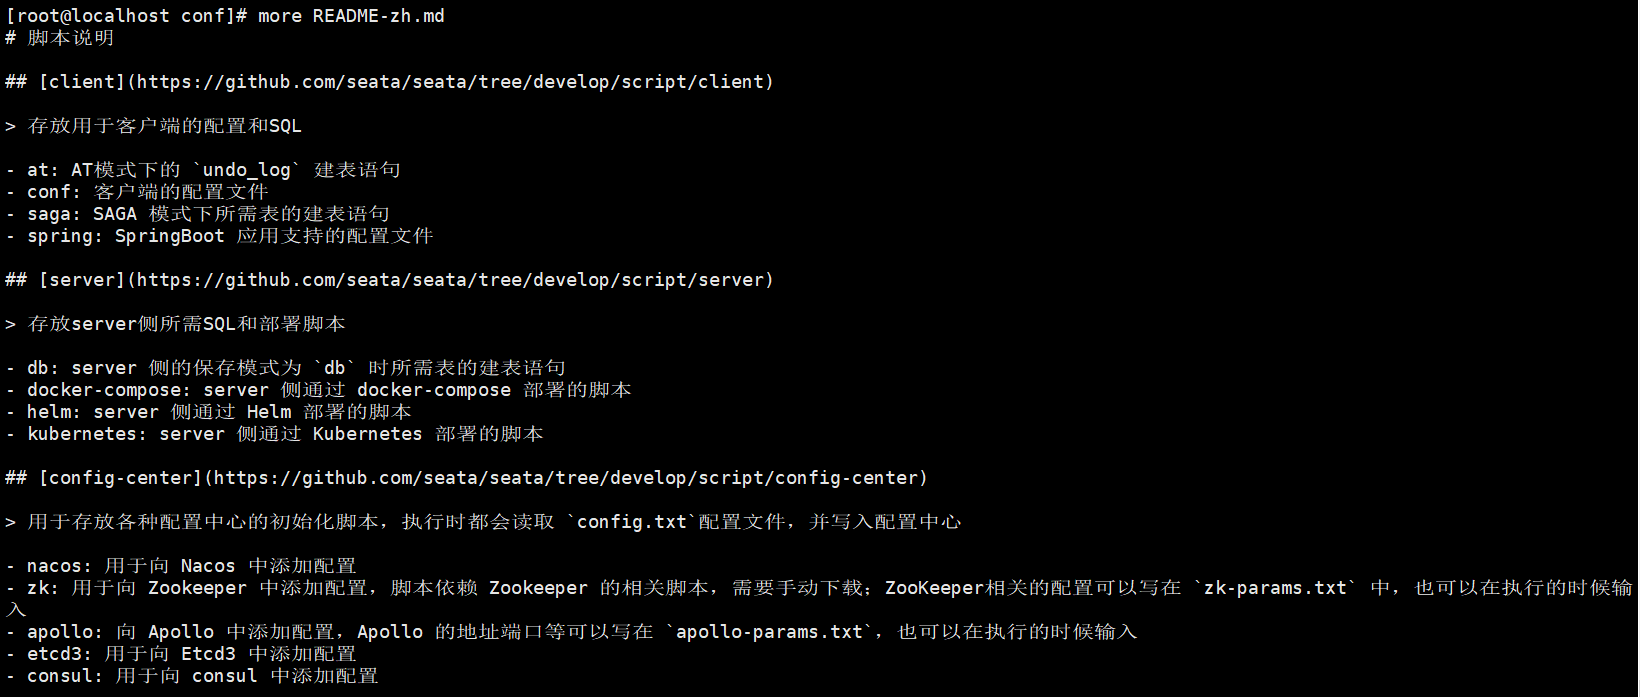 [root@localhost conf]# more README-zh.md
# 脚本说明
## [client](https://github.com/seata/seata/tree/develop/script/client)
> 存放用于客户端的配置和SQL
- at: AT模式下的 `undo_log` 建表语句
- conf: 客户端的配置文件
- saga: SAGA 模式下所需表的建表语句
- spring: SpringBoot 应用支持的配置文件
## [server](https://github.com/seata/seata/tree/develop/script/server)
> 存放server侧所需SQL和部署脚本
- db: server 侧的保存模式为 `db` 时所需表的建表语句
- docker-compose: server 侧通过 docker-compose 部署的脚本
- helm: server 侧通过 Helm 部署的脚本
- kubernetes: server 侧通过 Kubernetes 部署的脚本
## [config-center](https://github.com/seata/seata/tree/develop/script/config-center)
> 用于存放各种配置中心的初始化脚本，执行时都会读取 `config.txt`配置文件，并写入配置中心
- nacos: 用于向 Nacos 中添加配置
- zk: 用于向 Zookeeper 中添加配置，脚本依赖 Zookeeper 的相关脚本，需要手动下载；ZooKeeper相关的配置可以写在 `zk-params.txt` 中，也可以在执行的时候输
入
- apollo: 向 Apollo 中添加配置，Apollo 的地址端口等可以写在 `apollo-params.txt`，也可以在执行的时候输入
- etcd3: 用于向 Etcd3 中添加配置
- consul: 用于向 consul 中添加配置